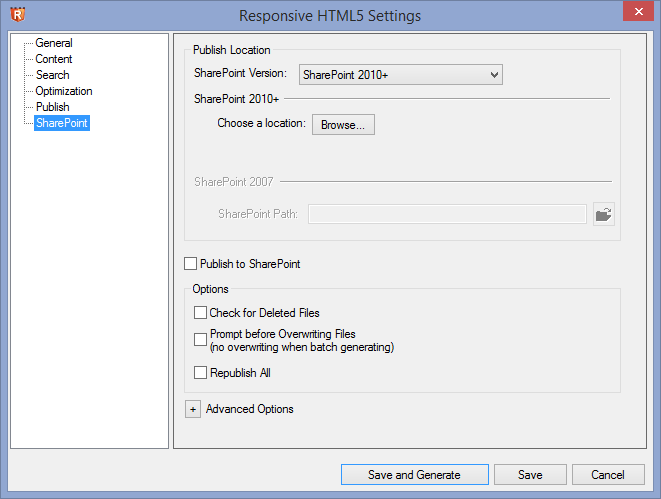 Responsive HTML5 Settings
General
Content
Search
Optimization
Publish
SharePoint
Publish Location
SharePoint Version: SharePoint 2010+
SharePoint 2010+
Choose a location: Browse...
SharePoint 2007
SharePoint Path:
Publish to SharePoint
Options
Check for Deleted Files
Prompt before Overwriting Files
(no overwriting when batch generating)
Republish All
+ Advanced Options
Save and Generate Save Cancel